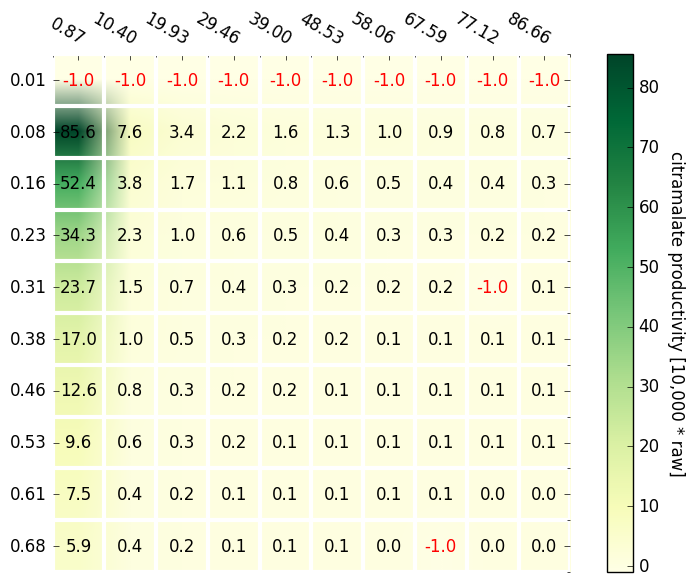 0.87 10.40 19.93 29.46 39.00 48.53 58.06 67.59 77.12 86.66
0.01 -1.0 -1.0 -1.0 -1.0 -1.0 -1.0 -1.0 -1.0 -1.0 -1.0
0.08 85.6 7.6 3.4 2.2 1.6 1.3 1.0 0.9 0.8 0.7
0.16 52.4 3.8 1.7 1.1 0.8 0.6 0.5 0.4 0.4 0.3
0.23 34.3 2.3 1.0 0.6 0.5 0.4 0.3 0.3 0.2 0.2
0.31 23.7 1.5 0.7 0.4 0.3 0.2 0.2 0.2 -1.0 0.1
0.38 17.0 1.0 0.5 0.3 0.2 0.2 0.1 0.1 0.1 0.1
0.46 12.6 0.8 0.3 0.2 0.2 0.1 0.1 0.1 0.1 0.1
0.53 9.6 0.6 0.3 0.2 0.1 0.1 0.1 0.1 0.1 0.1
0.61 7.5 0.4 0.2 0.1 0.1 0.1 0.1 0.1 0.0 0.0
0.68 5.9 0.4 0.2 0.1 0.1 0.1 0.0 -1.0 0.0 0.0
80
70
60
50
40
30
20
10
0
citramalate productivity [10,000 * raw]